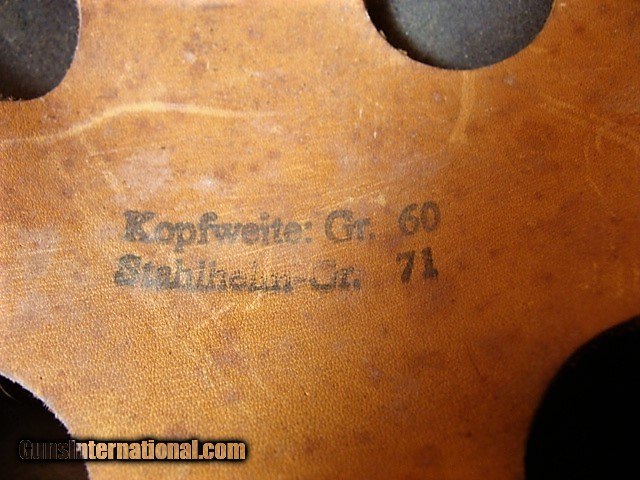 Kopfweite: Gr. 60
Stahlhelm-Gr. 71
GunsInternational.com